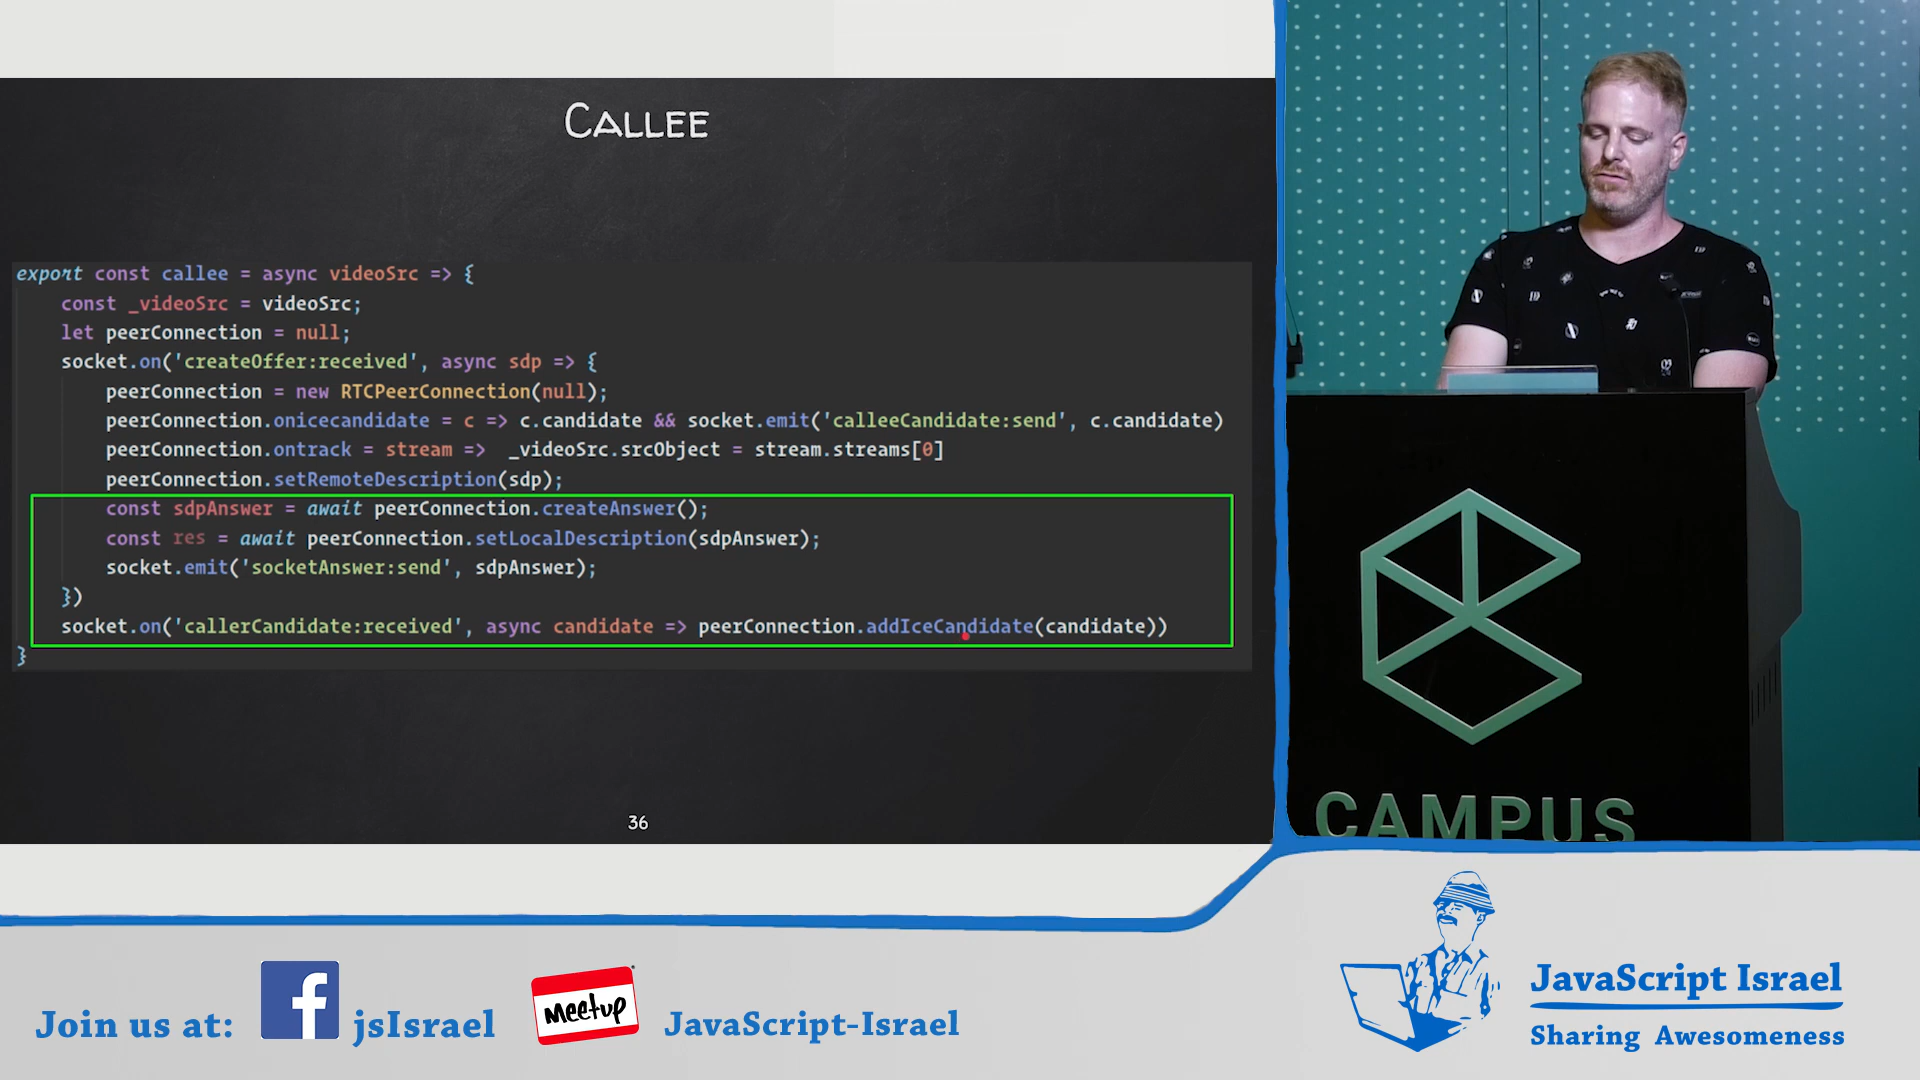 CALLEE
export const callee = async videoSrc => {
const _videoSrc = videoSrc;
let peerConnection = null;
socket.on('createOffer:received', async sdp => {
peerConnection = new RTCPeerConnection(null);
peerConnection.onicecandidate = c => c.candidate && socket.emit('calleeCandidate:send', c.candidate)
peerConnection.ontrack = stream =>  _videoSrc.srcObject = stream.streams[0]
peerConnection.setRemoteDescription(sdp);
const sdpAnswer = await peerConnection.createAnswer();
const res = await peerConnection.setLocalDescription(sdpAnswer);
socket.emit('socketAnswer:send', sdpAnswer);
})
socket.on('callerCandidate:received', async candidate => peerConnection.addIceCandidate(candidate))
}
36
CAMPUS
Join us at:
f
jsIsrael
Meetup
JavaScript-Israel
JavaScript Israel
Sharing Awesomeness